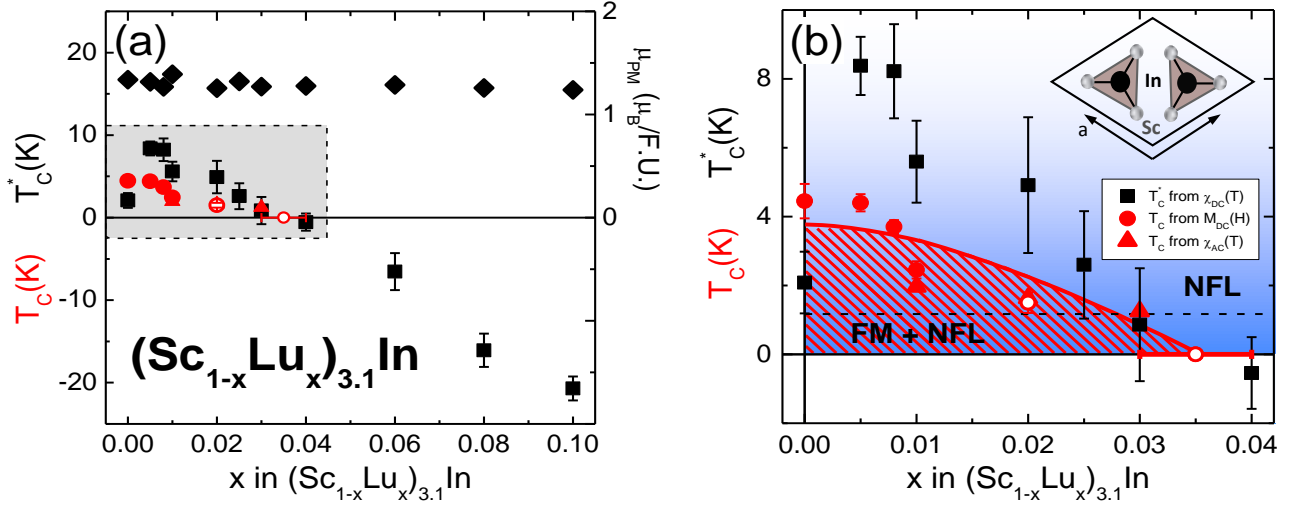 (a)
20
10
0
-10
-20
T*C(K)
TC(K)
2
1
0
μPM (μB/F.U.)
(Sc1-xLux)3.1In
0.00 0.02 0.04 0.06 0.08 0.10
x in (Sc1-xLux)3.1In
(b)
8
4
0
T*C(K)
TC(K)
In
Sc
a
T*C from χDC(T)
TC from MDC(H)
TC from χAC(T)
NFL
FM + NFL
0.00 0.01 0.02 0.03 0.04
x in (Sc1-xLux)3.1In